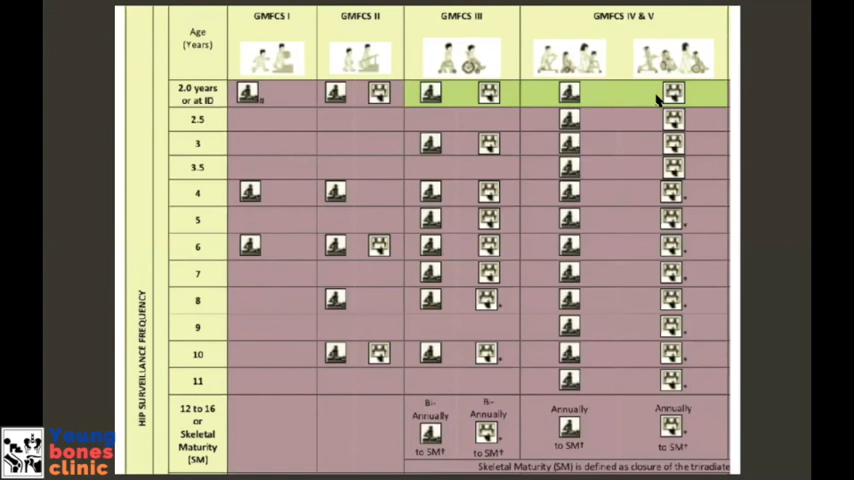 GMFCS I GMFCS II GMFCS III GMFCS IV & V
Age
(Years)
2.0 years
or at ID
2.5
3
3.5
4
5
6
7
8
9
10
11
12 to 16
or
Skeletal
Maturity
(SM)
Bi-
Annually
to SM†
Bi-
Annually
to SM†
Annually
to SM†
Annually
to SM†
Skeletal Maturity (SM) is defined as closure of the triradiate
HIP SURVEILLANCE FREQUENCY
Young
bones
clinic